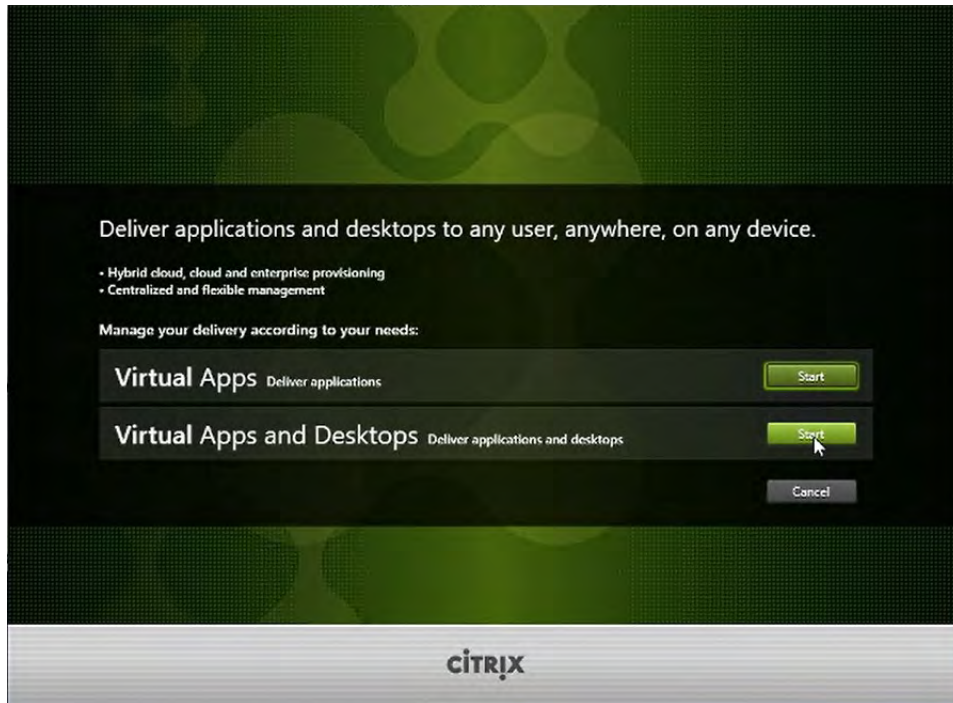 Deliver applications and desktops to any user, anywhere, on any device.
• Hybrid cloud, cloud and enterprise provisioning
• Centralized and flexible management
Manage your delivery according to your needs:
Virtual Apps Deliver applications Start
Virtual Apps and Desktops Deliver applications and desktops Start
Cancel
CİTRIX